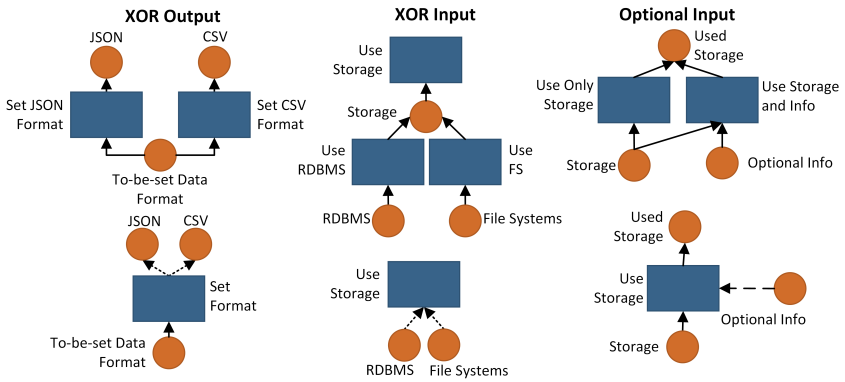 XOR Output
JSON
CSV
Set JSON
Format
Set CSV
Format
To-be-set Data
Format
JSON
CSV
Set
Format
To-be-set Data
Format
XOR Input
Use
Storage
Storage
Use
RDBMS
Use
FS
RDBMS
File Systems
Use
Storage
RDBMS
File Systems
Optional Input
Used
Storage
Use Only
Storage
Use Storage
and Info
Storage
Optional Info
Used
Storage
Use
Storage
Optional Info
Storage